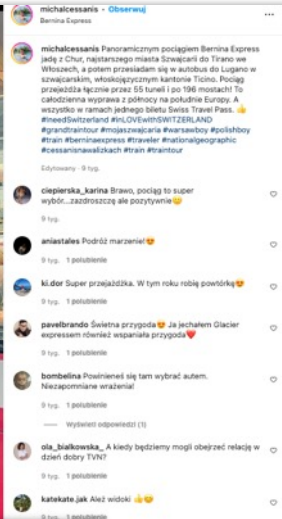 michalcessanis • Obserwuj
Bernina Express
michalcessanis Panoramicznym pociągiem Bernina Express
jadę z Chur, najstarszego miasta Szwajcarii do Tirano we
Włoszech, a potem przesiadam się w autobus do Lugano w
szwajcarskim, włoskojęzycznym kantonie Ticino. Pociąg
przejeżdża łącznie przez 55 tuneli i po 196 mostach! To
całodzienna wyprawa z północy na południe Europy. A
wszystko w ramach jednego biletu Swiss Travel Pass. 👍
#IneedSwitzerland #inLOVEwithSWITZERLAND
#grandtraintour #mojaszwajcaria #warsawboy #polishboy
#train #berninaexpress #traveler #nationalgeographic
#cessanisnawalizkach #train #traintour
Edytowany · 9 tyg.
ciepierska_karina Brawo, pociąg to super
wybór...zazdroszczę ale pozytywnie😊
9 tyg.
aniastales Podróż marzenie!😍
9 tyg. 1 polubienie
ki.dor Super przejażdżka. W tym roku robię powtórkę😍
9 tyg. 1 polubienie
pavelbrando Świetna przygoda😍 Ja jechałem Glacier
expressem również wspaniała przygoda❤️
9 tyg. 1 polubienie
bombelina Powinieneś się tam wybrać autem.
Niezapomniane wrażenia!
9 tyg. 1 polubienie
Wyświetl odpowiedzi (1)
ola_bialkowska_ A kiedy będziemy mogli obejrzeć relację w
dzień dobry TVN?
9 tyg. 1 polubienie
katekate.jak Ależ widoki 👍😍
9 tyg. 1 polubienie